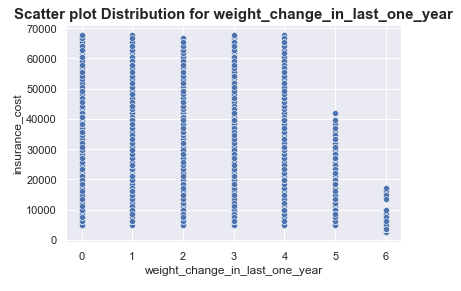 Scatter plot Distribution for weight_change_in_last_one_year
70000
60000
50000
40000
30000
20000
10000
0
insurance_cost
0 1 2 3 4 5 6
weight_change_in_last_one_year